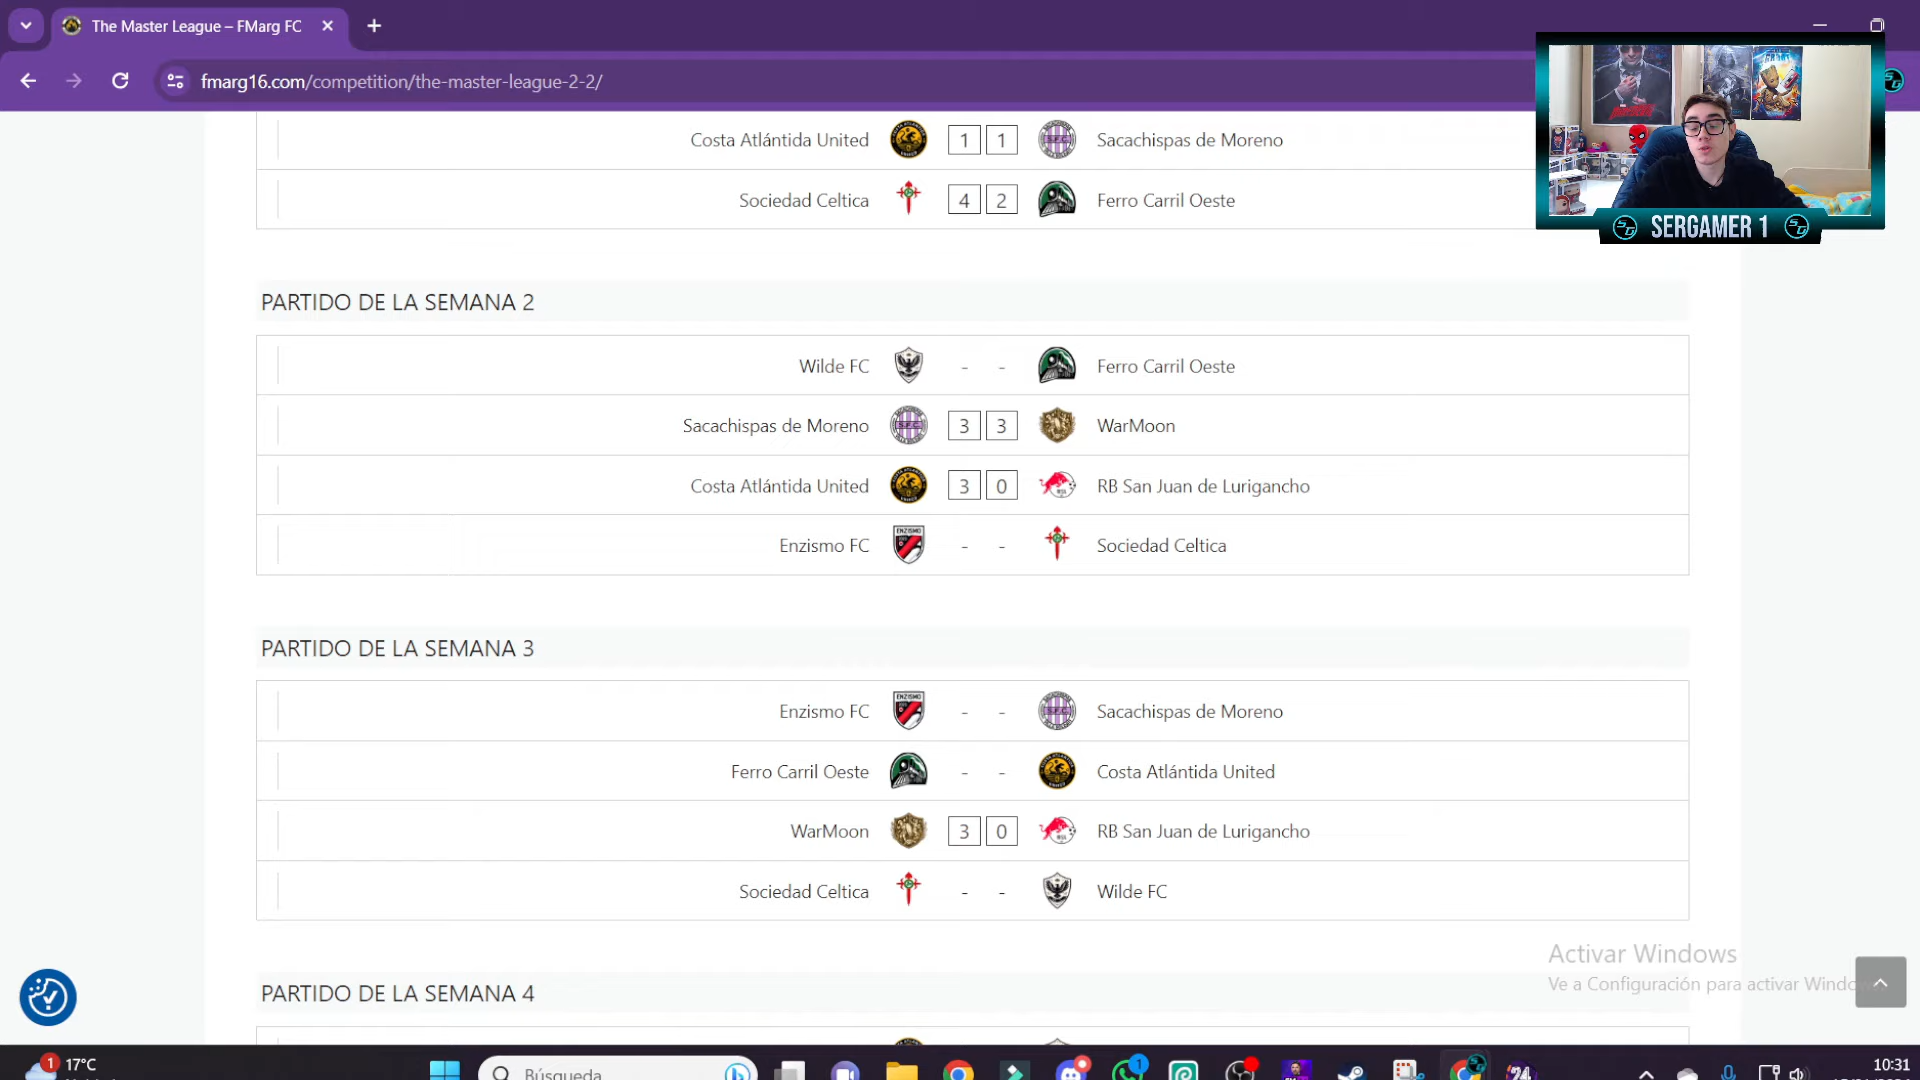 The Master League – FMarg FC
fmarg16.com/competition/the-master-league-2-2/
Costa Atlántida United 1 1 Sacachispas de Moreno
Sociedad Celtica 4 2 Ferro Carril Oeste
SERGAMER 1
PARTIDO DE LA SEMANA 2
Wilde FC - - Ferro Carril Oeste
Sacachispas de Moreno 3 3 WarMoon
Costa Atlántida United 3 0 RB San Juan de Lurigancho
Enzismo FC - - Sociedad Celtica
PARTIDO DE LA SEMANA 3
Enzismo FC - - Sacachispas de Moreno
Ferro Carril Oeste - - Costa Atlántida United
WarMoon 3 0 RB San Juan de Lurigancho
Sociedad Celtica - - Wilde FC
Activar Windows
Ve a Configuración para activar
PARTIDO DE LA SEMANA 4
1 17°C
Búsqueda
1
24
10:31